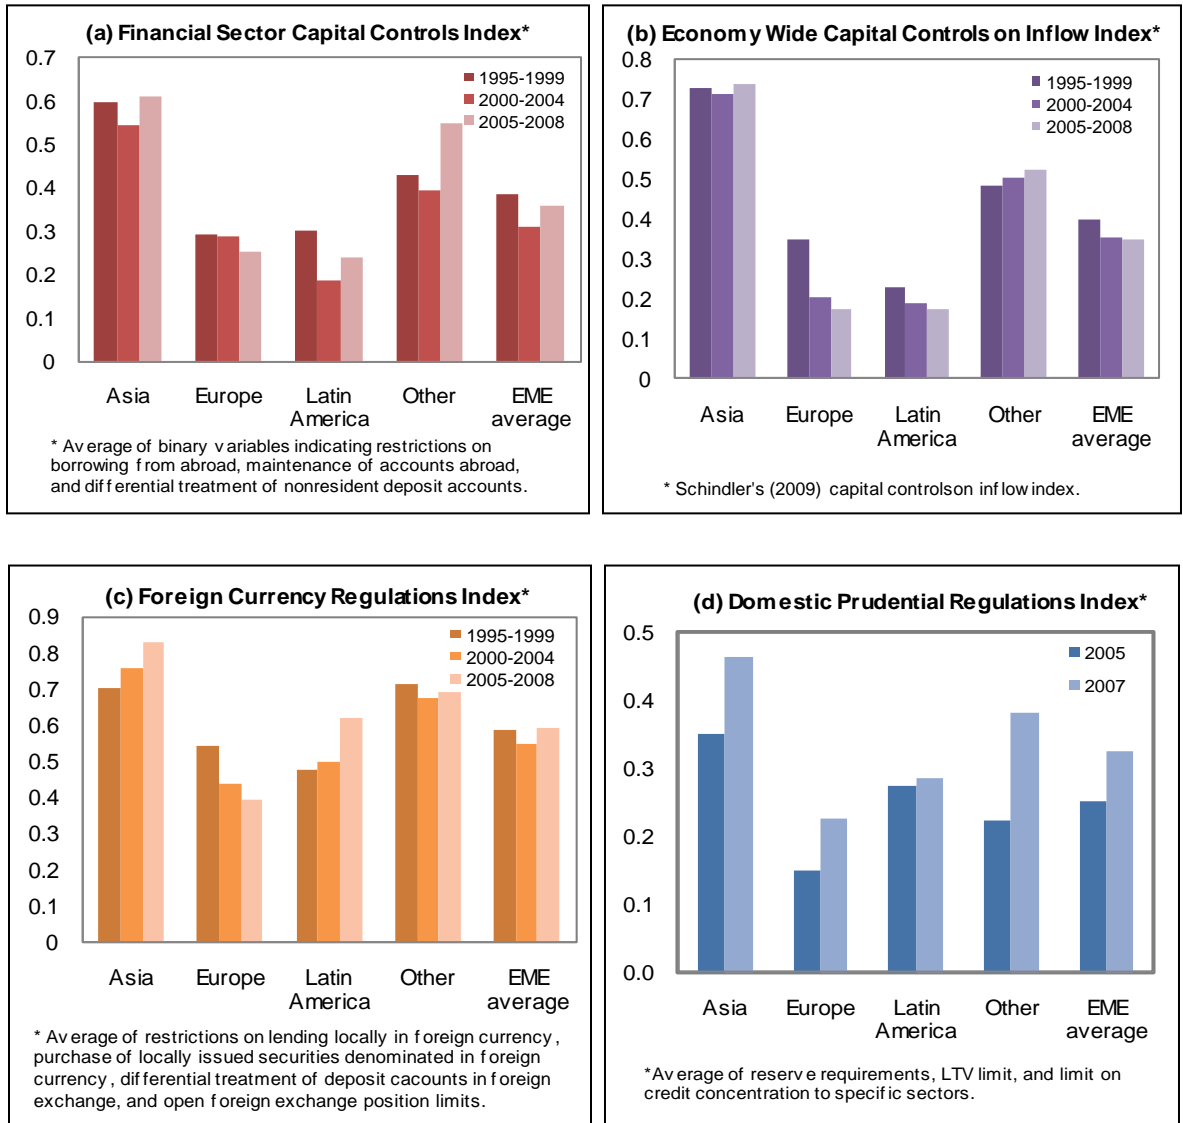 (a) Financial Sector Capital Controls Index*
0.7
0.6
0.5
0.4
0.3
0.2
0.1
0
1995-1999
2000-2004
2005-2008
Asia Europe Latin America Other EME average
* Average of binary variables indicating restrictions on
borrowing from abroad, maintenance of accounts abroad,
and differential treatment of nonresident deposit accounts.
(b) Economy Wide Capital Controls on Inflow Index*
0.8
0.7
0.6
0.5
0.4
0.3
0.2
0.1
0
1995-1999
2000-2004
2005-2008
Asia Europe Latin America Other EME average
* Schindler's (2009) capital controlson inflow index.
(c) Foreign Currency Regulations Index*
0.9
0.8
0.7
0.6
0.5
0.4
0.3
0.2
0.1
0
1995-1999
2000-2004
2005-2008
Asia Europe Latin America Other EME average
* Average of restrictions on lending locally in foreign currency,
purchase of locally issued securities denominated in foreign
currency, differential treatment of deposit cacounts in foreign
exchange, and open foreign exchange position limits.
(d) Domestic Prudential Regulations Index*
0.5
0.4
0.3
0.2
0.1
0.0
2005
2007
Asia Europe Latin America Other EME average
*Average of reserve requirements, LTV limit, and limit on
credit concentration to specific sectors.